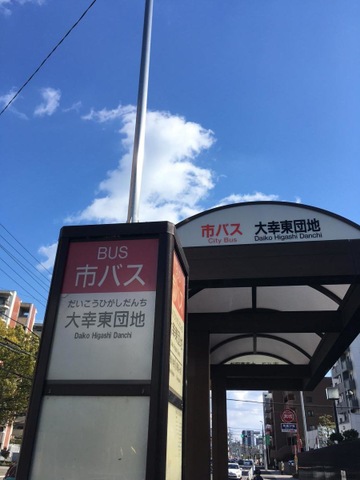 BUS
市バス
だいこうひがしだんち
大幸東団地
Daiko Higashi Danchi
市バス 大幸東団地
City Bus Daiko Higashi Danchi